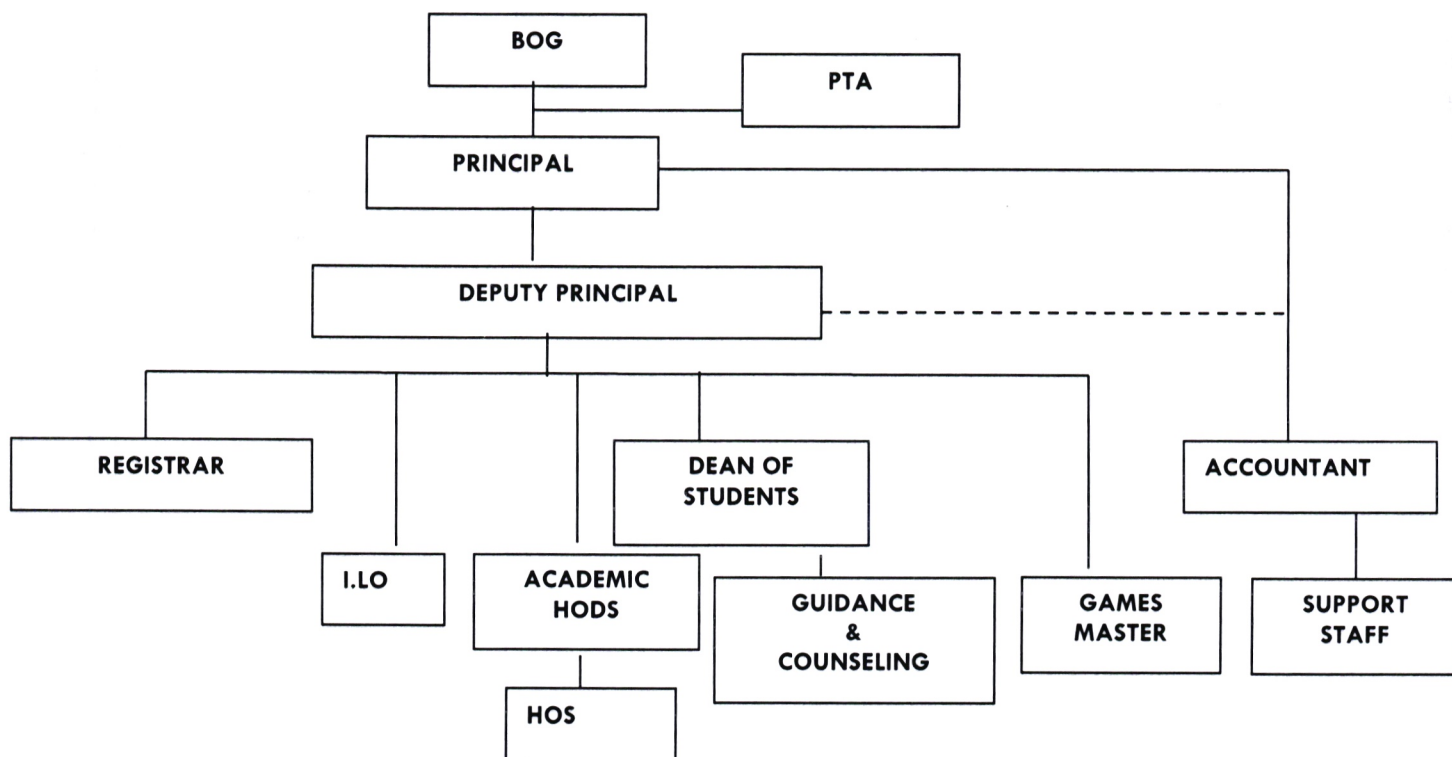 BOG
PTA
PRINCIPAL
DEPUTY PRINCIPAL
REGISTRAR
DEAN OF
STUDENTS
ACCOUNTANT
I.LO
ACADEMIC
HODS
GUIDANCE
&
COUNSELING
GAMES
MASTER
SUPPORT
STAFF
HOS